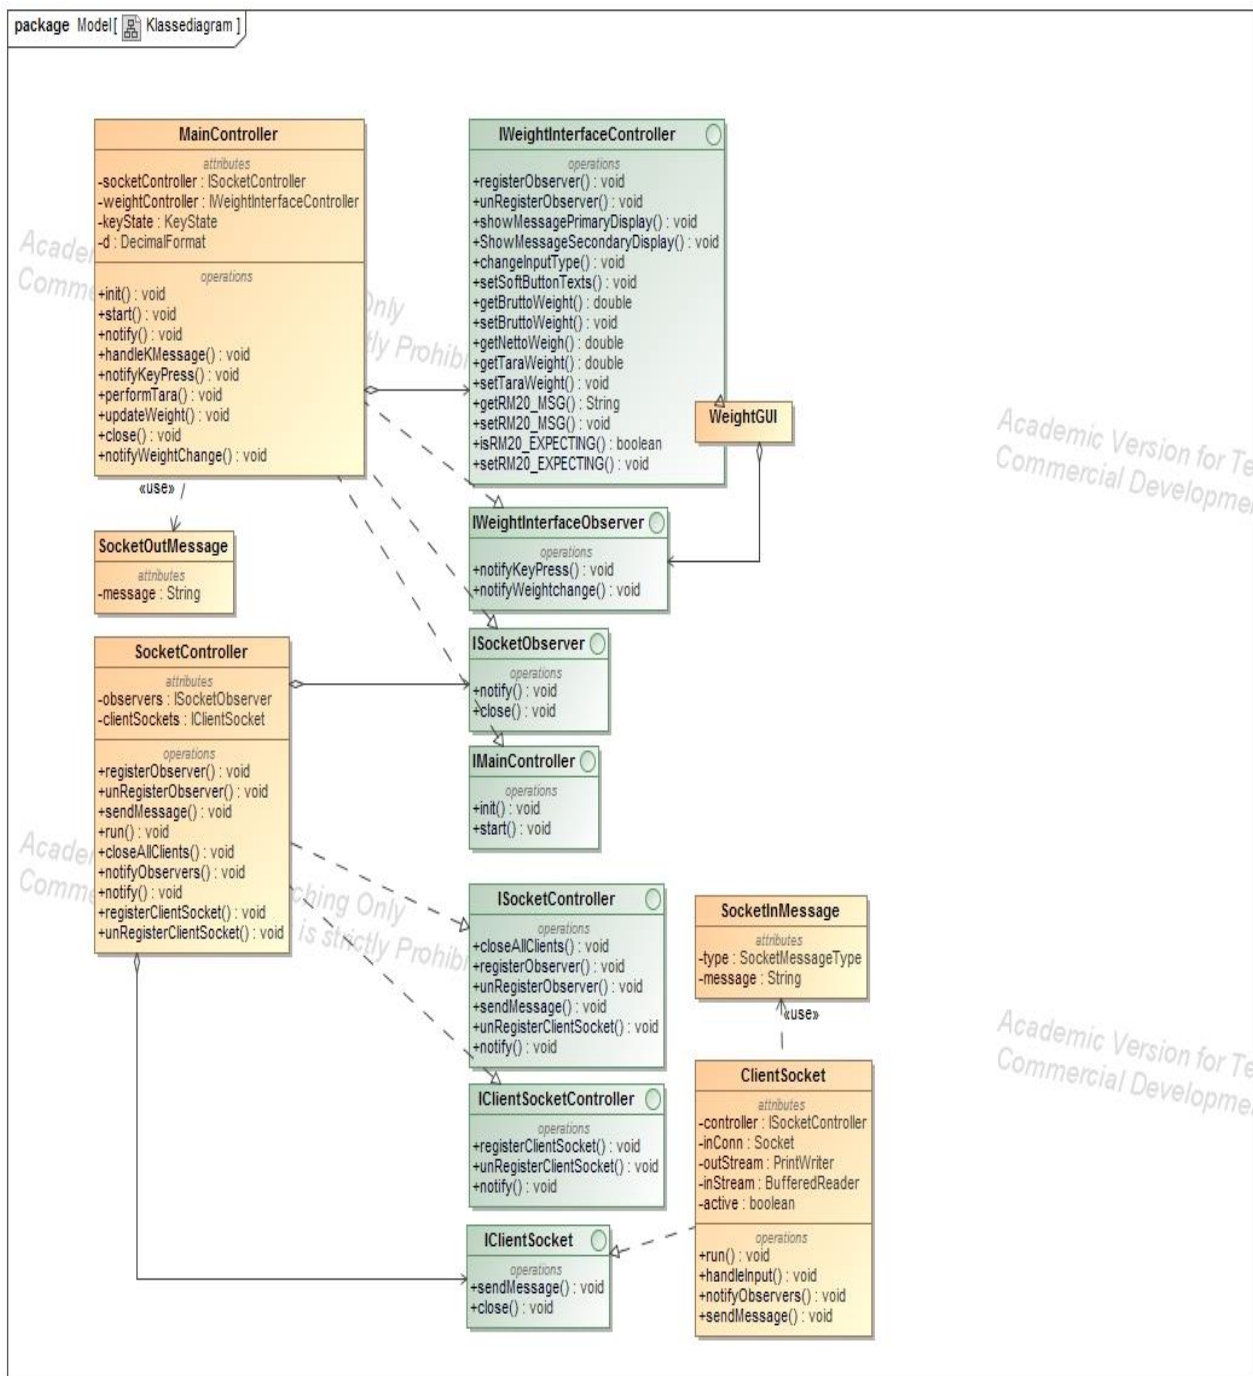 package Model[ Klassediagram ]
MainController
attributes
-socketController : ISocketController
-weightController : IWeightInterfaceController
-keyState : KeyState
-d : DecimalFormat
operations
+init() : void
+start() : void
+notify() : void
+handleKMessage() : void
+notifyKeyPress() : void
+performTara() : void
+updateWeight() : void
+close() : void
+notifyWeightChange() : void
«use»
SocketOutMessage
attributes
-message : String
SocketController
attributes
-observers : ISocketObserver
-clientSockets : IClientSocket
operations
+registerObserver() : void
+unRegisterObserver() : void
+sendMessage() : void
+run() : void
+closeAllClients() : void
+notifyObservers() : void
+notify() : void
+registerClientSocket() : void
+unRegisterClientSocket() : void
IWeightInterfaceController
operations
+registerObserver() : void
+unRegisterObserver() : void
+showMessagePrimaryDisplay() : void
+ShowMessageSecondaryDisplay() : void
+changeInputType() : void
+setSoftButtonTexts() : void
+getBruttoWeight() : double
+setBruttoWeight() : void
+getNettoWeigh() : double
+getTaraWeight() : double
+setTaraWeight() : void
+getRM20_MSG() : String
+setRM20_MSG() : void
+isRM20_EXPECTING() : boolean
+setRM20_EXPECTING() : void
WeightGUI
IWeightInterfaceObserver
operations
+notifyKeyPress() : void
+notifyWeightchange() : void
ISocketObserver
operations
+notify() : void
+close() : void
IMainController
operations
+init() : void
+start() : void
ISocketController
operations
+closeAllClients() : void
+registerObserver() : void
+unRegisterObserver() : void
+sendMessage() : void
+unRegisterClientSocket() : void
+notify() : void
IClientSocketController
operations
+registerClientSocket() : void
+unRegisterClientSocket() : void
+notify() : void
IClientSocket
operations
+sendMessage() : void
+close() : void
SocketInMessage
attributes
-type : SocketMessageType
-message : String
«use»
ClientSocket
attributes
-controller : ISocketController
-inConn : Socket
-outStream : PrintWriter
-inStream : BufferedReader
-active : boolean
operations
+run() : void
+handleInput() : void
+notifyObservers() : void
+sendMessage() : void
Only
Academic Version for
Commercial
Only
is strictly
Academic Version for
Commercial